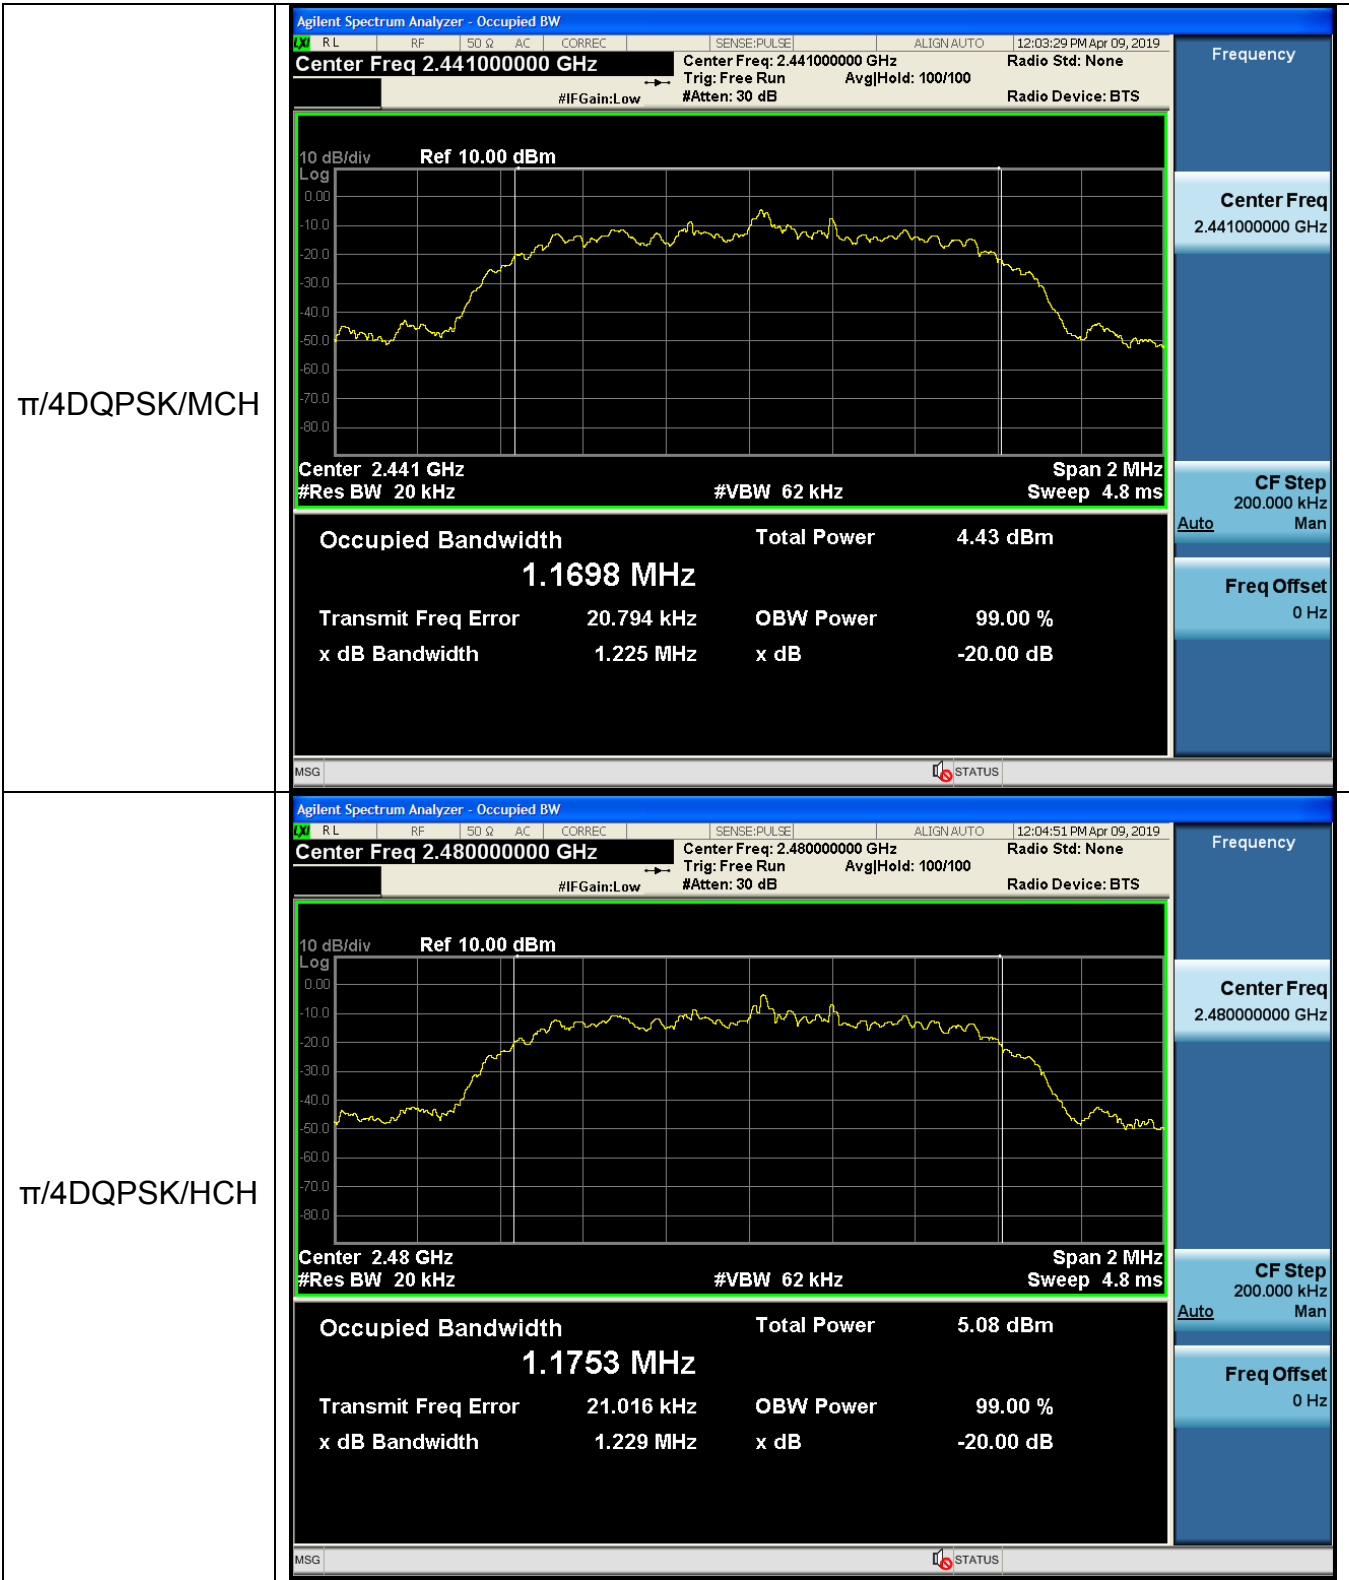 π/4DQPSK/MCH
Agilent Spectrum Analyzer - Occupied BW
LXI RL RF 50 Ω AC CORREC SENSE:PULSE ALIGN AUTO 12:03:29 PM Apr 09, 2019
Center Freq 2.441000000 GHz
Center Freq: 2.441000000 GHz Radio Std: None
Trig: Free Run Avg|Hold: 100/100
#IFGain:Low #Atten: 30 dB Radio Device: BTS
Frequency
10 dB/div Ref 10.00 dBm
Log
0.00
-10.0
-20.0
-30.0
-40.0
-50.0
-60.0
-70.0
-80.0
Center 2.441 GHz Span 2 MHz
#Res BW 20 kHz #VBW 62 kHz Sweep 4.8 ms
Center Freq
2.441000000 GHz
CF Step
200.000 kHz
Auto Man
Freq Offset
0 Hz
Occupied Bandwidth Total Power 4.43 dBm
1.1698 MHz
Transmit Freq Error 20.794 kHz OBW Power 99.00 %
x dB Bandwidth 1.225 MHz x dB -20.00 dB
MSG STATUS
π/4DQPSK/HCH
Agilent Spectrum Analyzer - Occupied BW
LXI RL RF 50 Ω AC CORREC SENSE:PULSE ALIGN AUTO 12:04:51 PM Apr 09, 2019
Center Freq 2.480000000 GHz
Center Freq: 2.480000000 GHz Radio Std: None
Trig: Free Run Avg|Hold: 100/100
#IFGain:Low #Atten: 30 dB Radio Device: BTS
Frequency
10 dB/div Ref 10.00 dBm
Log
0.00
-10.0
-20.0
-30.0
-40.0
-50.0
-60.0
-70.0
-80.0
Center 2.48 GHz Span 2 MHz
#Res BW 20 kHz #VBW 62 kHz Sweep 4.8 ms
Center Freq
2.480000000 GHz
CF Step
200.000 kHz
Auto Man
Freq Offset
0 Hz
Occupied Bandwidth Total Power 5.08 dBm
1.1753 MHz
Transmit Freq Error 21.016 kHz OBW Power 99.00 %
x dB Bandwidth 1.229 MHz x dB -20.00 dB
MSG STATUS